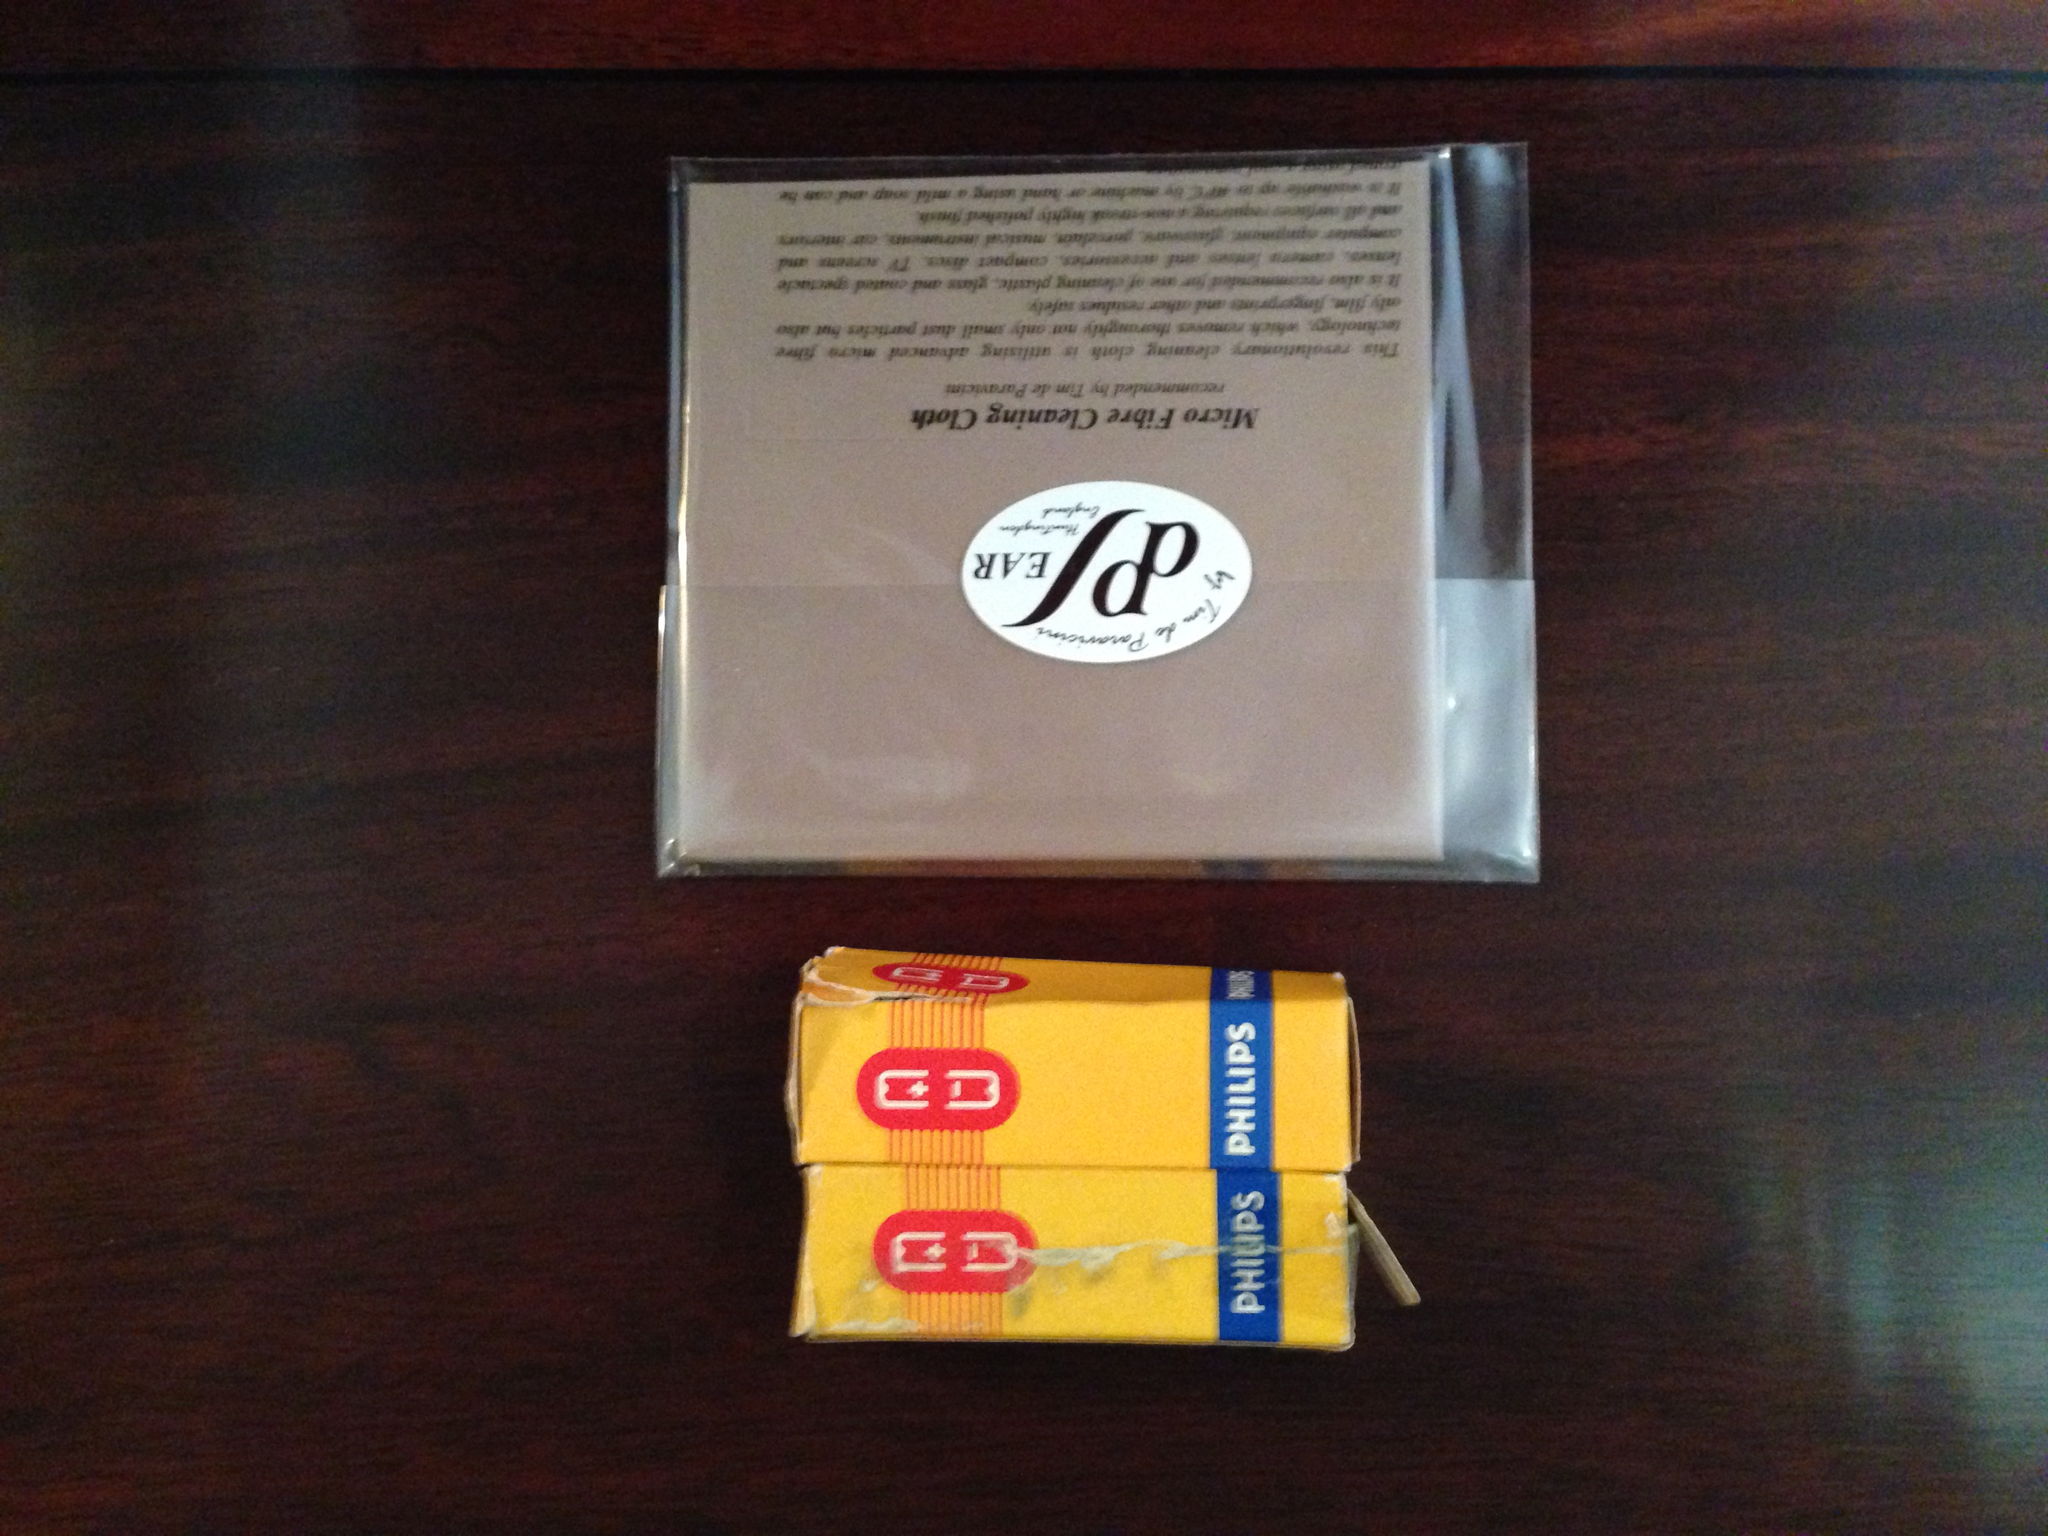 by Tim de Paravicini
dP
EAR
Huntingdon
England
Micro Fibre Cleaning Cloth
recommended by Tim de Paravicini
This revolutionary cleaning cloth is utilising advanced micro fibre
technology, which removes thoroughly not only small dust particles but also
oily film, fingerprints and other residues safely.
It is also recommended for use of cleaning plastic, glass and coated spectacle
lenses, camera lenses and accessories, compact discs, TV screens and
computer equipment, glassware, porcelain, musical instruments, car interiors
and all surfaces requiring a non-streak highly polished finish.
It is washable up to 40°C by machine or hand using a mild soap and can be
PHILIPS
PHILIPS
PHILIPS